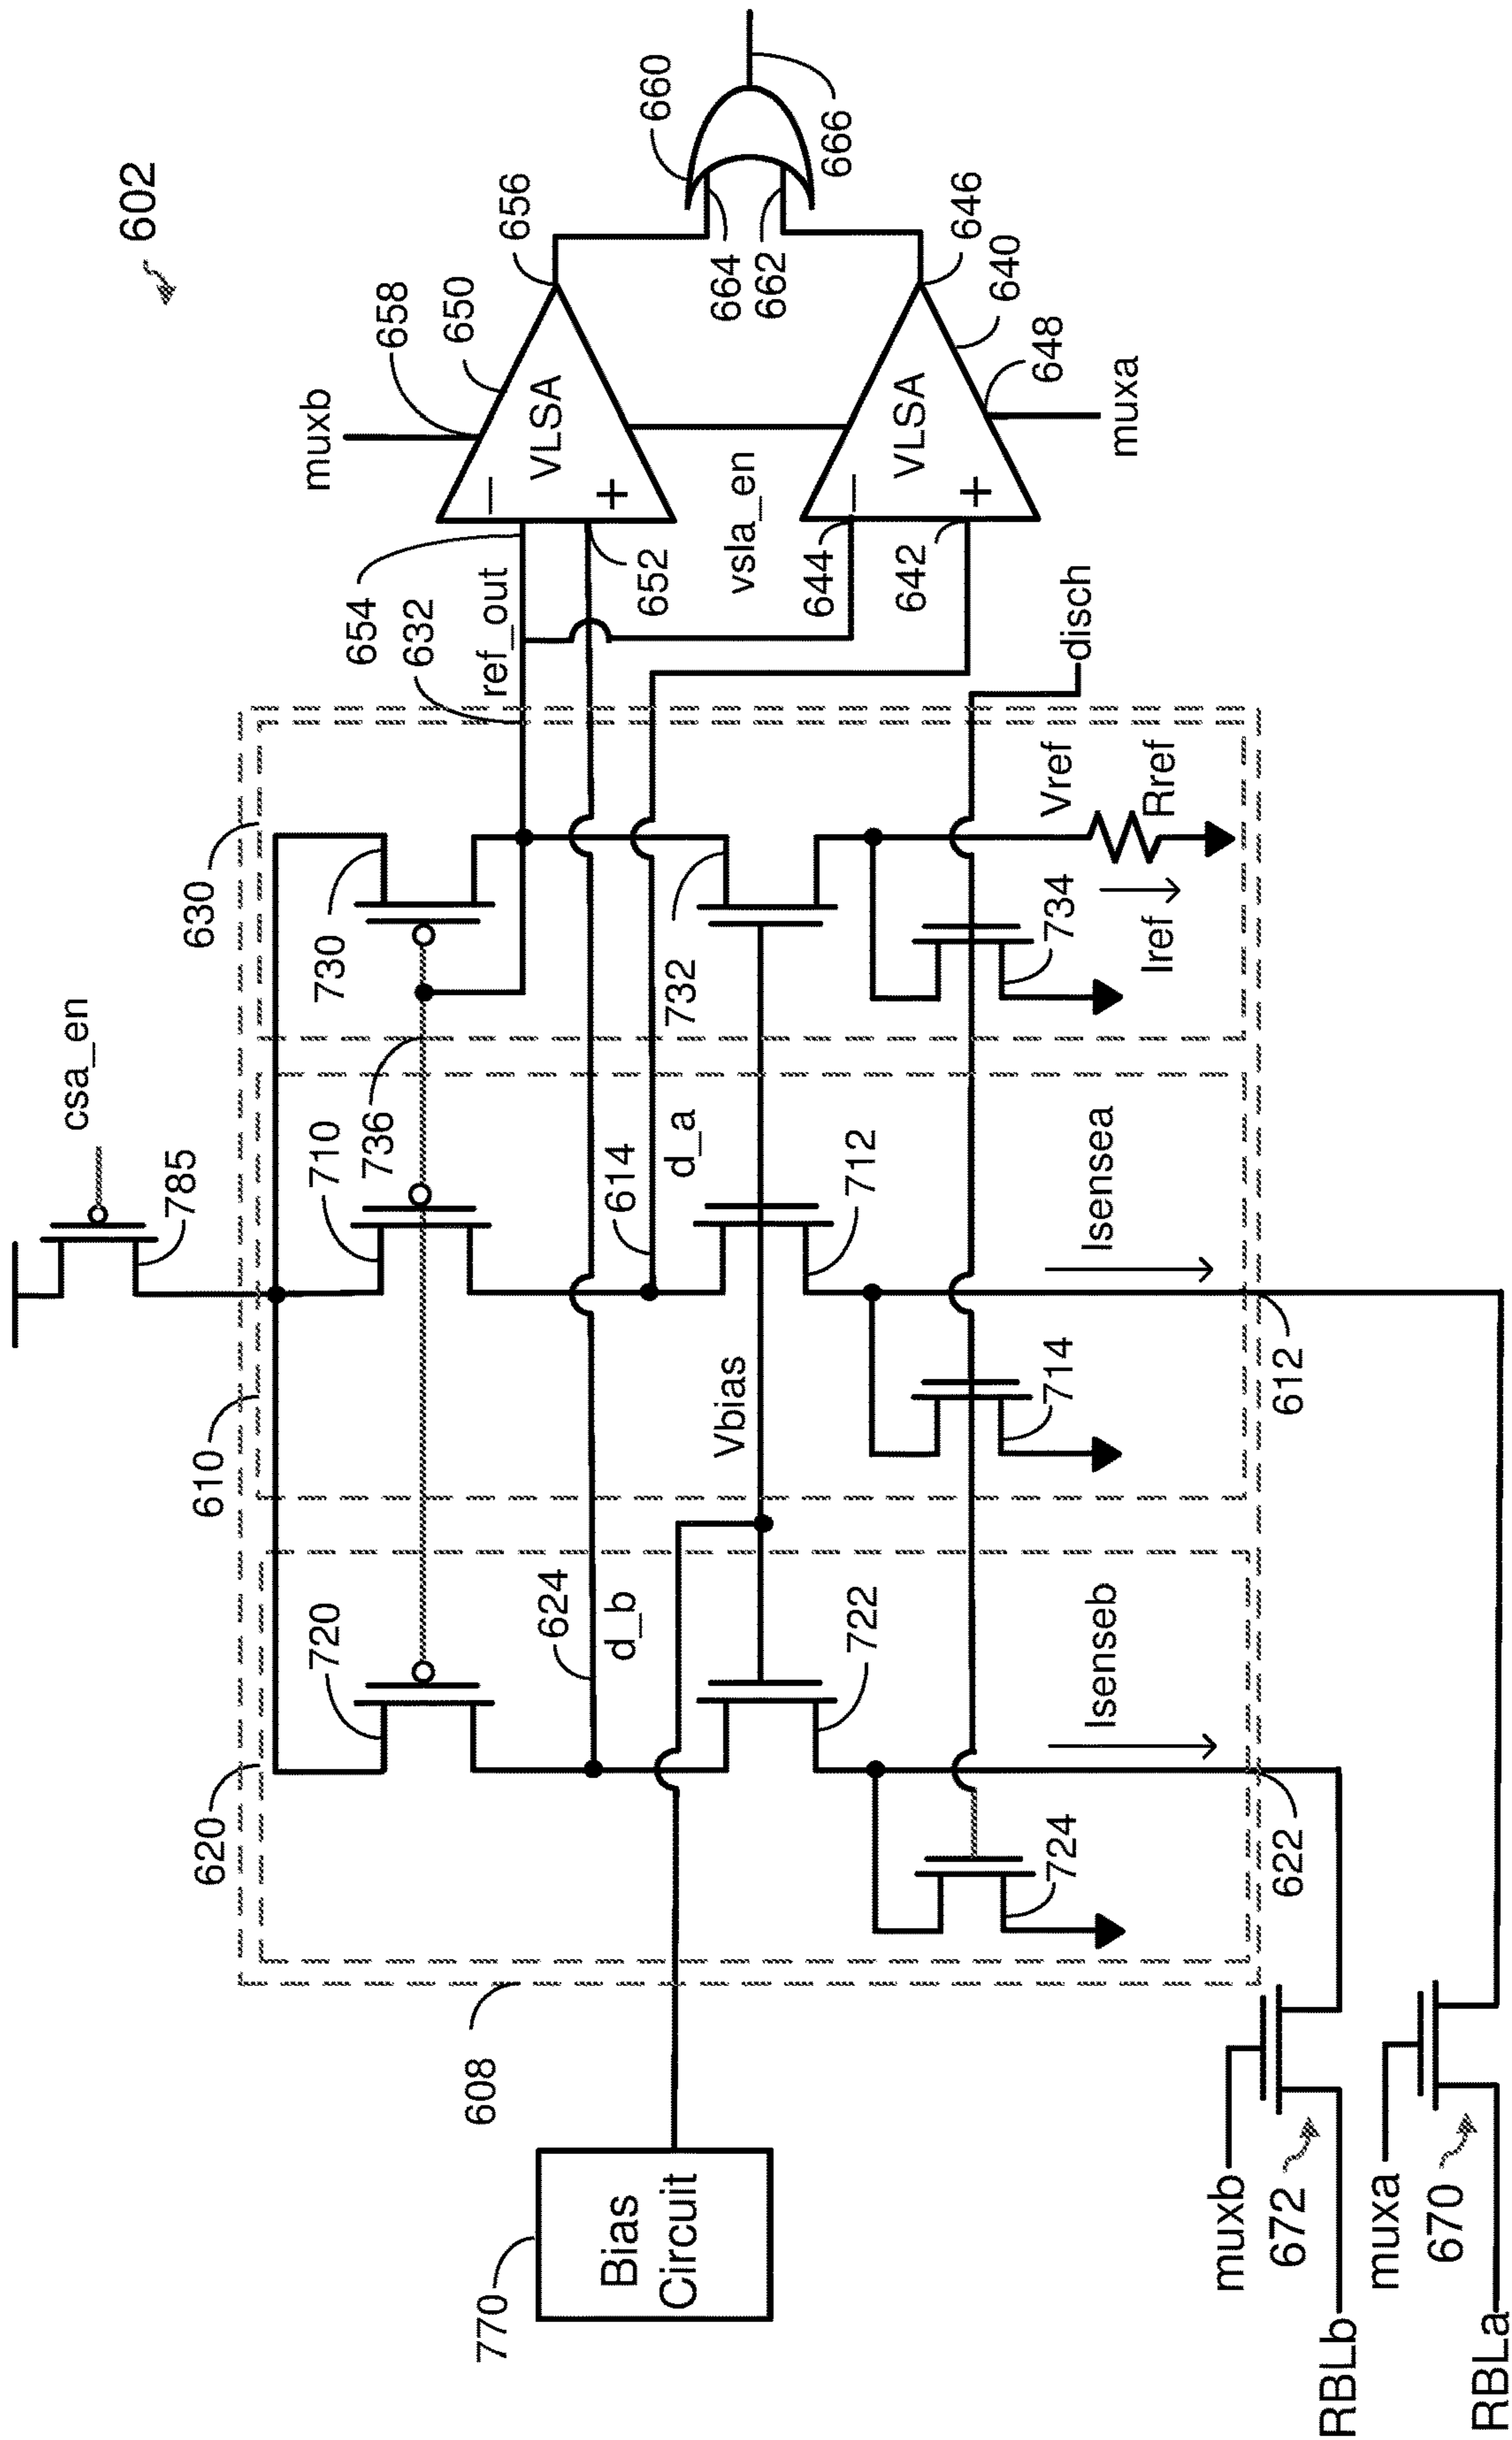 602
csa_en
785
muxb
658
650
656
660
VLSA
−
+
664
662
666
654
632
ref_out
652
vsla_en
644
642
VLSA
−
+
646
640
648
muxa
disch
630
730
736
732
734
Vref
Rref
Iref
610
710
614
d_a
712
Vbias
714
Isensea
612
620
720
624
d_b
722
724
Isenseb
622
608
770
Bias
Circuit
muxb
672
RBLb
muxa
670
RBLa